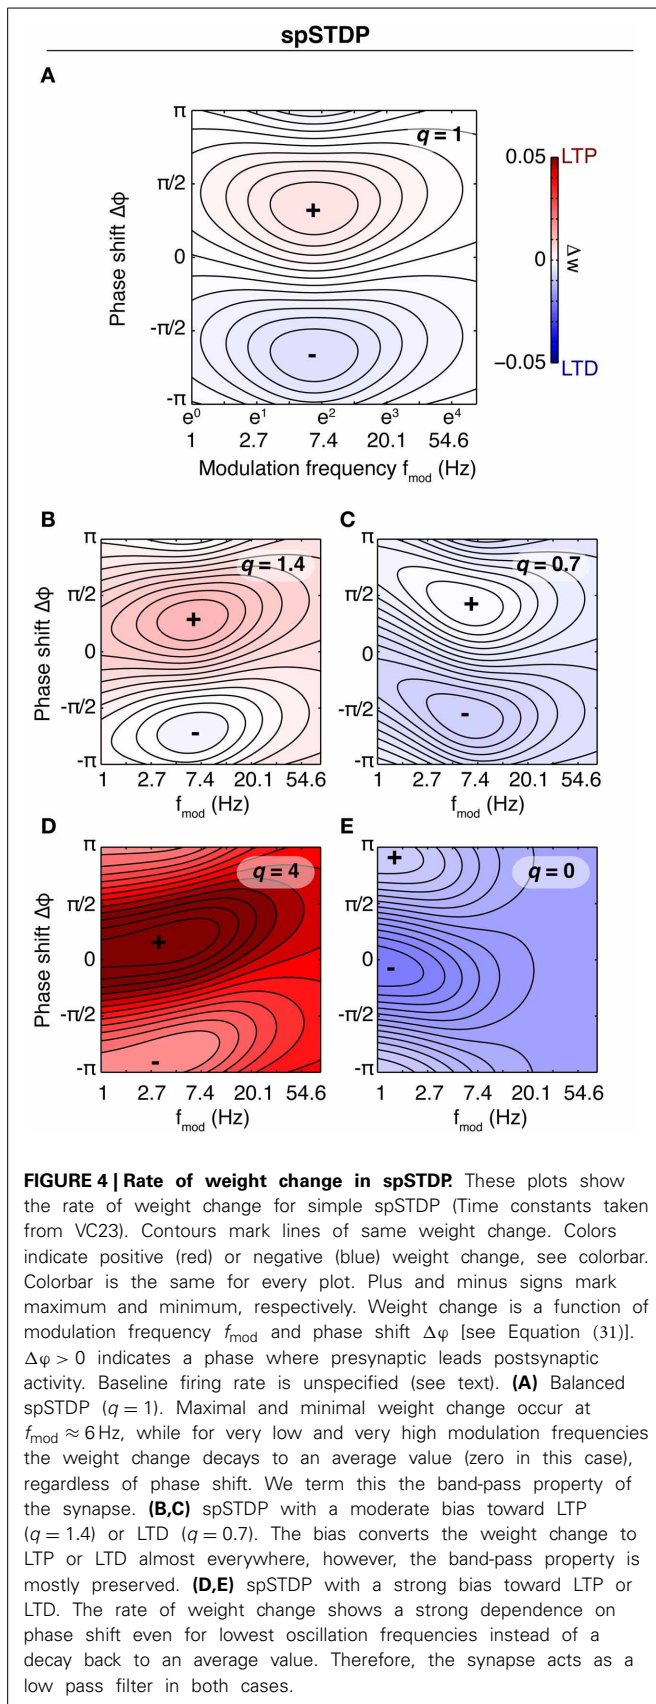 spSTDP
A
π
π/2
0
-π/2
-π
Phase shift Δϕ
q = 1
+
-
e⁰ e¹ e² e³ e⁴
1 2.7 7.4 20.1 54.6
Modulation frequency f_mod (Hz)
0.05 LTP
0
Δw
−0.05 LTD
B
π
π/2
0
-π/2
-π
Phase shift Δϕ
q = 1.4
+
-
1 2.7 7.4 20.1 54.6
f_mod (Hz)
C
π
π/2
0
-π/2
-π
q = 0.7
+
-
1 2.7 7.4 20.1 54.6
f_mod (Hz)
D
π
π/2
0
-π/2
-π
Phase shift Δϕ
q = 4
+
-
1 2.7 7.4 20.1 54.6
f_mod (Hz)
E
π
π/2
0
-π/2
-π
q = 0
+
-
1 2.7 7.4 20.1 54.6
f_mod (Hz)
FIGURE 4 | Rate of weight change in spSTDP. These plots show
the rate of weight change for simple spSTDP (Time constants taken
from VC23). Contours mark lines of same weight change. Colors
indicate positive (red) or negative (blue) weight change, see colorbar.
Colorbar is the same for every plot. Plus and minus signs mark
maximum and minimum, respectively. Weight change is a function of
modulation frequency f_mod and phase shift Δφ [see Equation (31)].
Δφ > 0 indicates a phase where presynaptic leads postsynaptic
activity. Baseline firing rate is unspecified (see text). (A) Balanced
spSTDP (q = 1). Maximal and minimal weight change occur at
f_mod ≈ 6 Hz, while for very low and very high modulation frequencies
the weight change decays to an average value (zero in this case),
regardless of phase shift. We term this the band-pass property of
the synapse. (B,C) spSTDP with a moderate bias toward LTP
(q = 1.4) or LTD (q = 0.7). The bias converts the weight change to
LTP or LTD almost everywhere, however, the band-pass property is
mostly preserved. (D,E) spSTDP with a strong bias toward LTP or
LTD. The rate of weight change shows a strong dependence on
phase shift even for lowest oscillation frequencies instead of a
decay back to an average value. Therefore, the synapse acts as a
low pass filter in both cases.